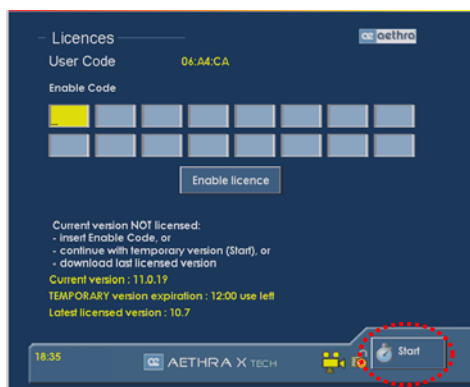 Licences
aethra
User Code 06:A4:CA
Enable Code
Enable licence
Current version NOT licensed:
- insert Enable Code, or
- continue with temporary version (Start), or
- download last licensed version
Current version : 11.0.19
TEMPORARY version expiration : 12:00 use left
Latest licensed version : 10.7
18:35
AETHRA X TECH
Start